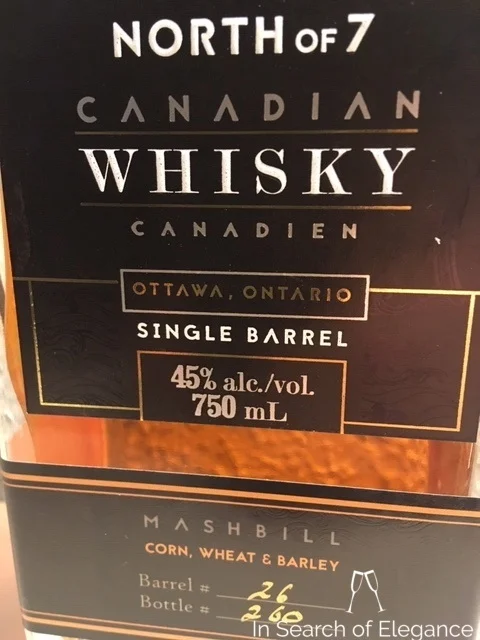 NORTH OF 7
CANADIAN
WHISKY
CANADIEN
OTTAWA, ONTARIO
SINGLE BARREL
45% alc./vol.
750 mL
MASHBILL
CORN, WHEAT & BARLEY
Barrel # 26
Bottle # 260
In Search of Elegance